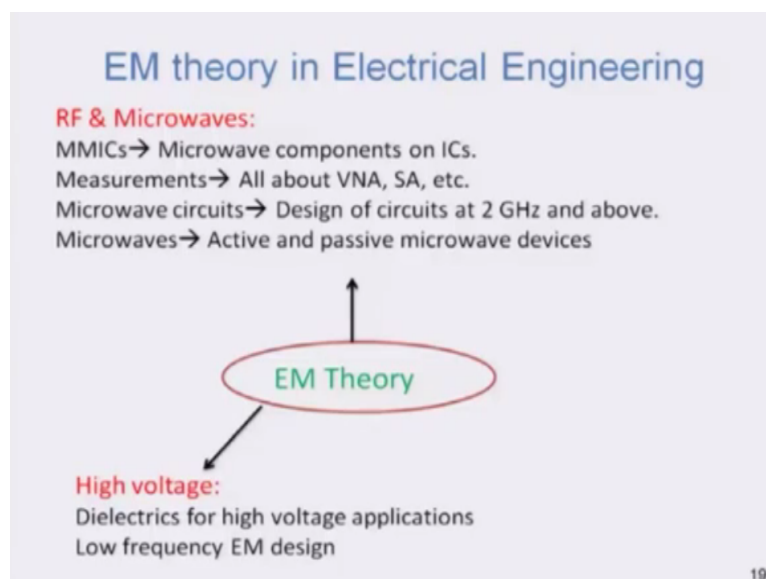 EM theory in Electrical Engineering
RF & Microwaves:
MMICs→ Microwave components on ICs.
Measurements→ All about VNA, SA, etc.
Microwave circuits→ Design of circuits at 2 GHz and above.
Microwaves→ Active and passive microwave devices
EM Theory
High voltage:
Dielectrics for high voltage applications
Low frequency EM design
19